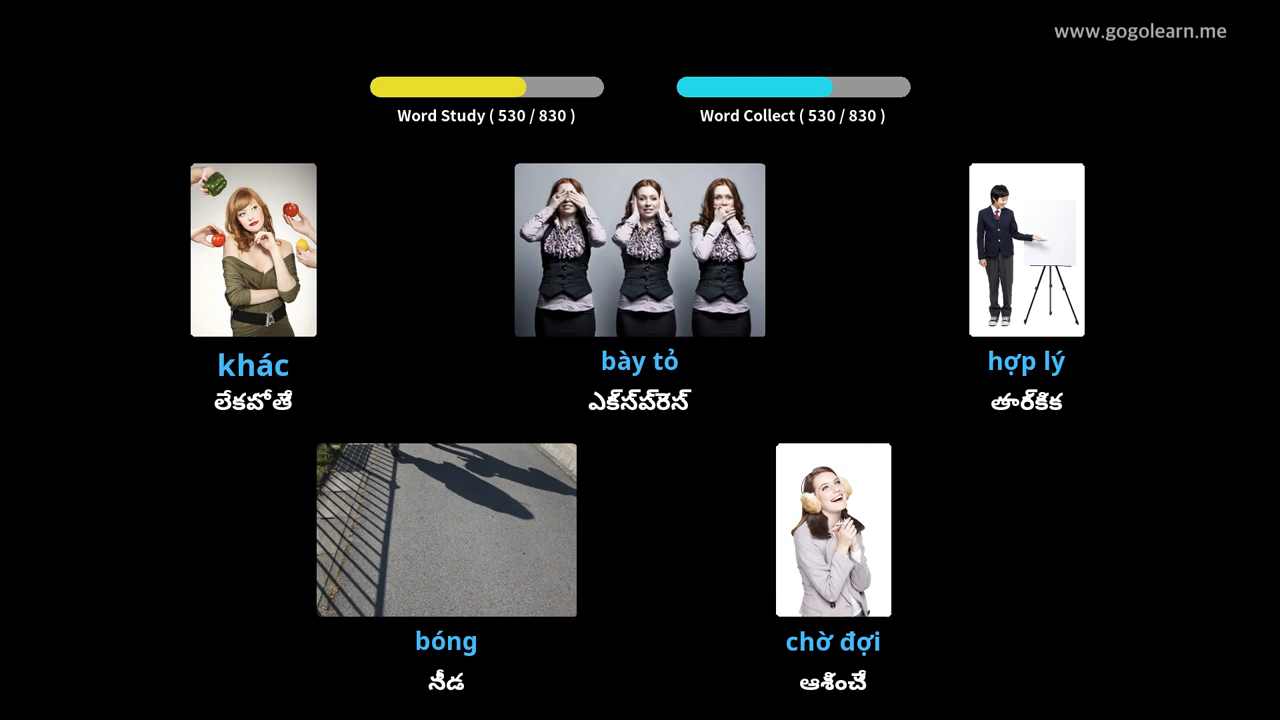 www.gogolearn.me
Word Study ( 530 / 830 )
Word Collect ( 530 / 830 )
khác
లేకపోతే
bày tỏ
ఎక్స్ప్రెస్
hợp lý
తార్కిక
bóng
నీడ
chờ đợi
ఆశించే